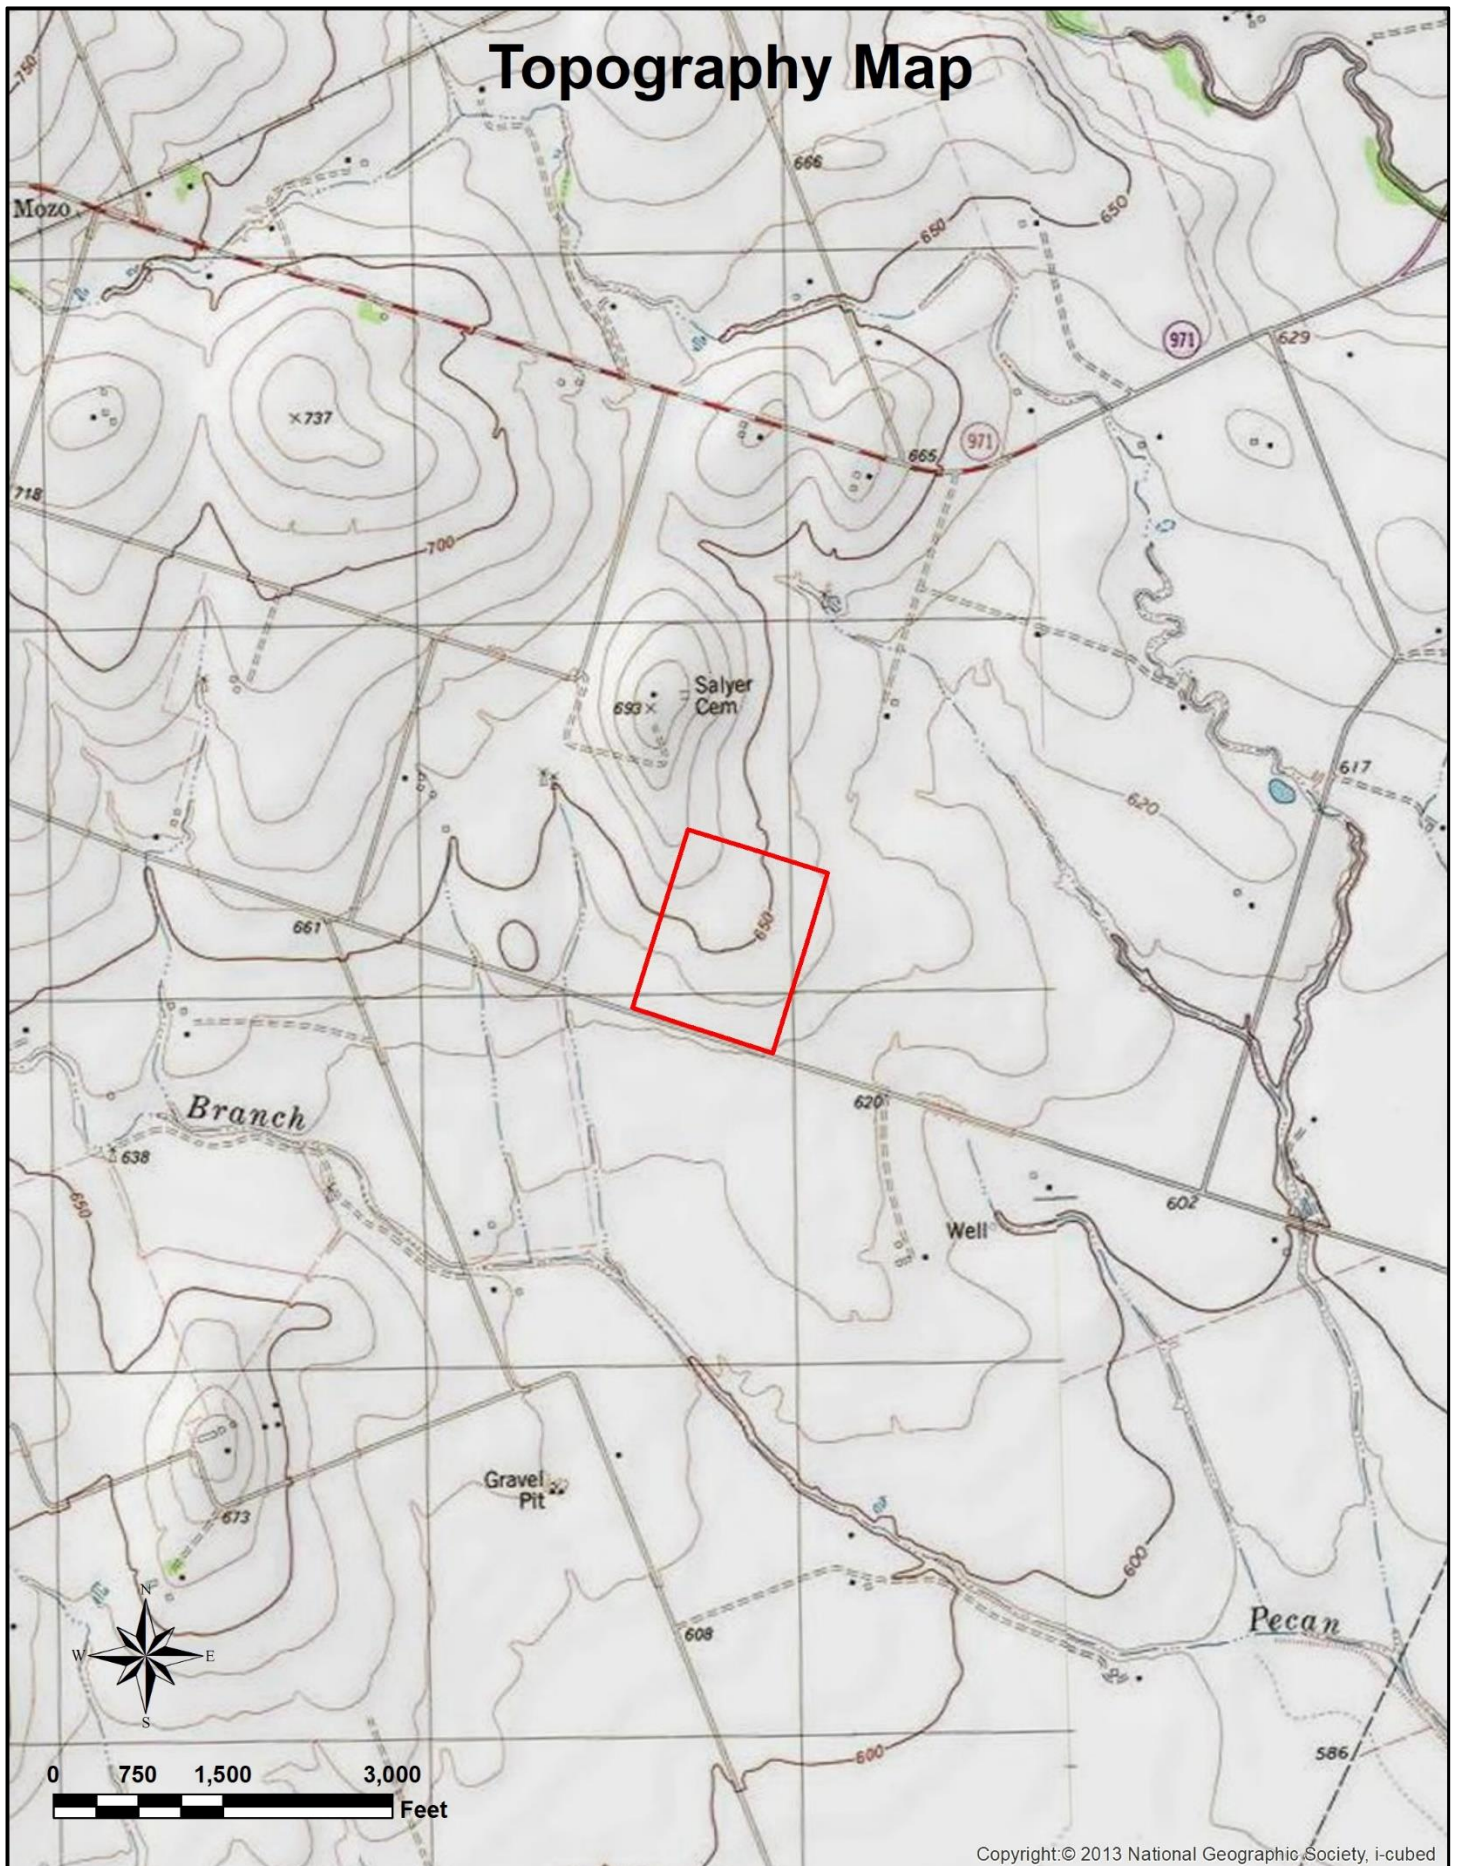 Topography Map
750
666
Mozo
650
650
971
629
737
665
971
718
700
Salyer
Cem
693
617
620
650
661
620
Branch
638
650
602
Well
Gravel
Pit
673
600
608
Pecan
N
W
E
S
586
600
0 750 1,500 3,000
Feet
Copyright:© 2013 National Geographic Society, i-cubed